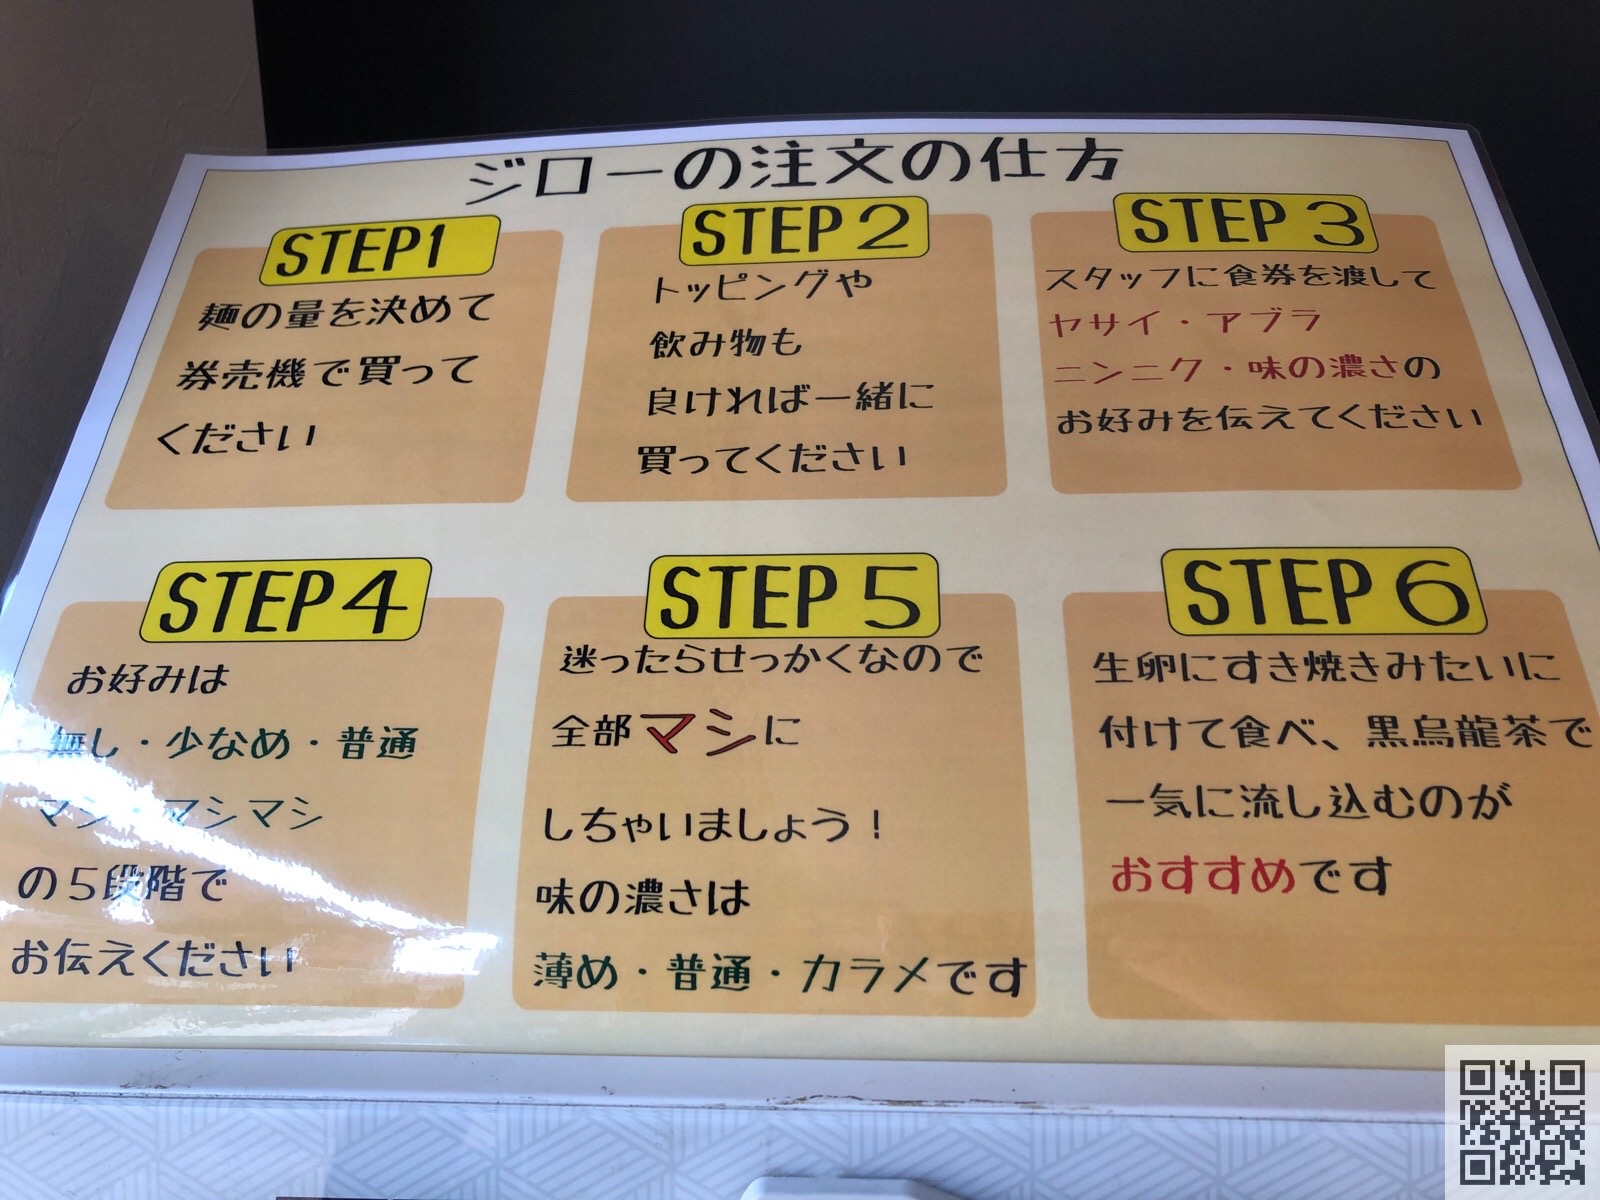 ジローの注文の仕方
STEP1
麺の量を決めて
券売機で買って
ください
STEP2
トッピングや
飲み物も
良ければ一緒に
買ってください
STEP3
スタッフに食券を渡して
ヤサイ・アブラ
ニンニク・味の濃さの
お好みを伝えてください
STEP4
お好みは
無し・少なめ・普通
マシ・マシマシ
の5段階で
お伝えください
STEP5
迷ったらせっかくなので
全部マシに
しちゃいましょう!
味の濃さは
薄め・普通・カラメです
STEP6
生卵にすき焼きみたいに
付けて食べ、黒烏龍茶で
一気に流し込むのが
おすすめです